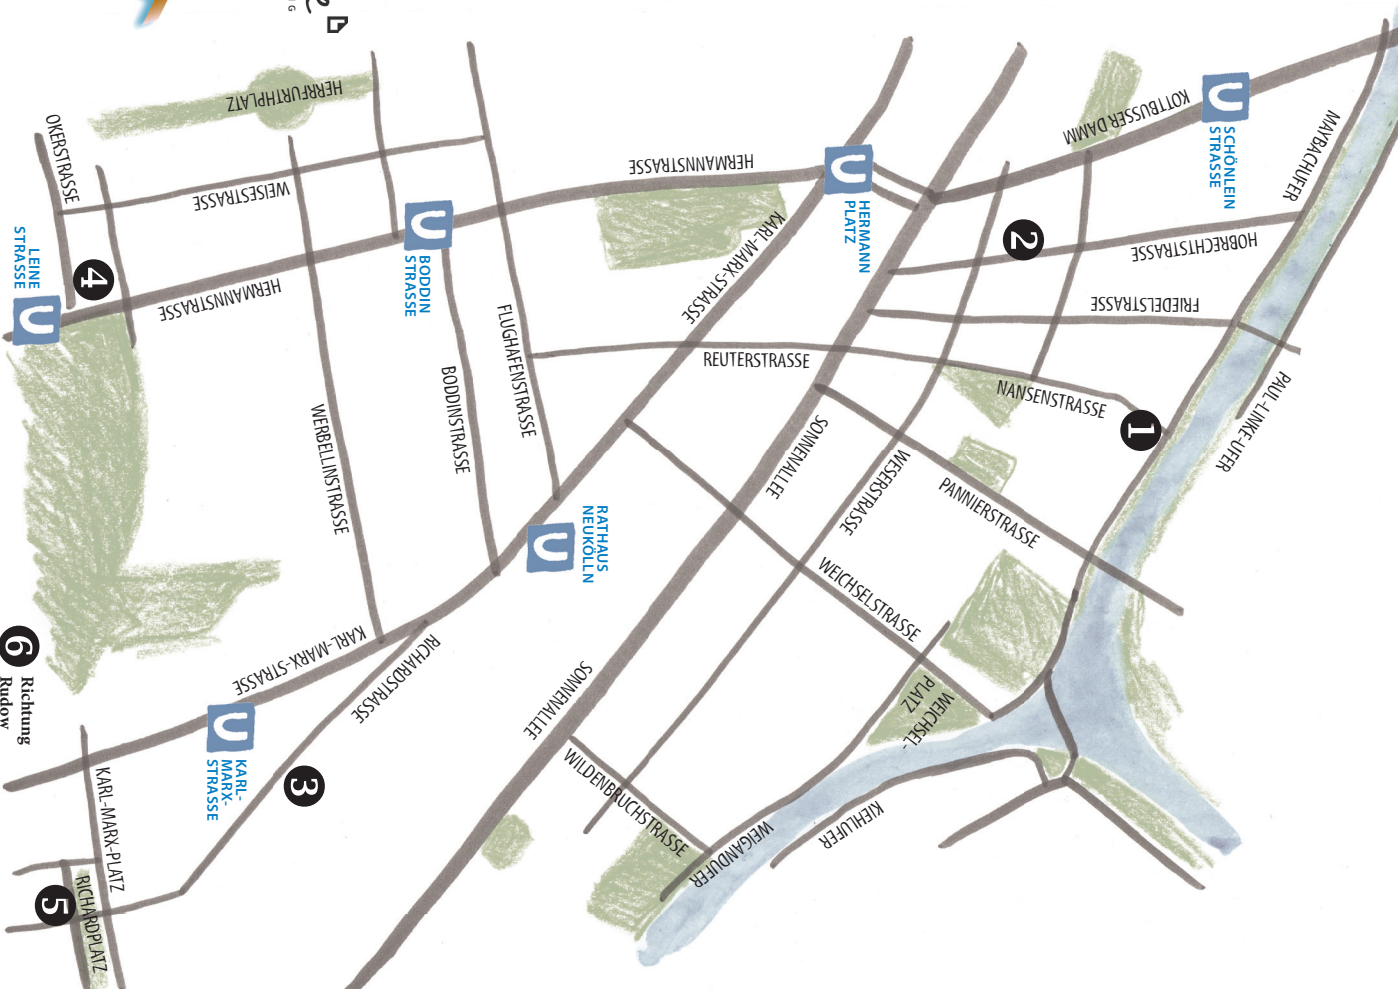 HERRFURTHPLATZ
OKERSTRASSE
WEISESTRASSE
LEINE
STRASSE
4
HERMANNSTRASSE
BODDIN
STRASSE
HERMANNSTRASSE
HERMANN
PLATZ
KOTTBUSSER DAMM
SCHÖNLEIN
STRASSE
MAYBACHUFER
HOBRECHTSTRASSE
2
FRIEDELSTRASSE
KARL-MARX-STRASSE
REUTERSTRASSE
NANSENSTRASSE
1
PAUL-LINKE-UFER
FLUGHAFENSTRASSE
BODDINSTRASSE
WERBELLINSTRASSE
SONNENALLEE
WESERSTRASSE
PANNIERSTRASSE
RATHAUS
NEUKÖLLN
WEICHSELSTRASSE
WEICHSEL-
PLATZ
KARL-MARX-STRASSE
RICHARDSTRASSE
SONNENALLEE
WILDENBRUCHSTRASSE
WEIGANDUFER
KIEHLUFER
6
Richtung
Rudow
KARL-
MARX-
STRASSE
3
KARL-MARX-PLATZ
5
RICHARDPLATZ